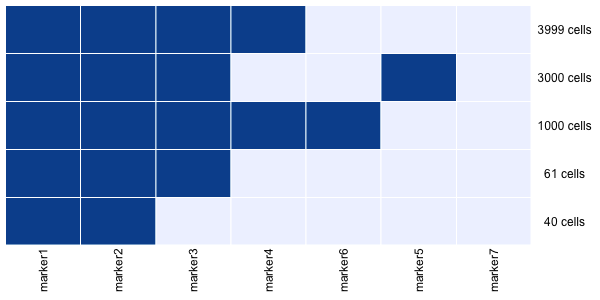 3999 cells
3000 cells
1000 cells
61 cells
40 cells
marker1
marker2
marker3
marker4
marker6
marker5
marker7